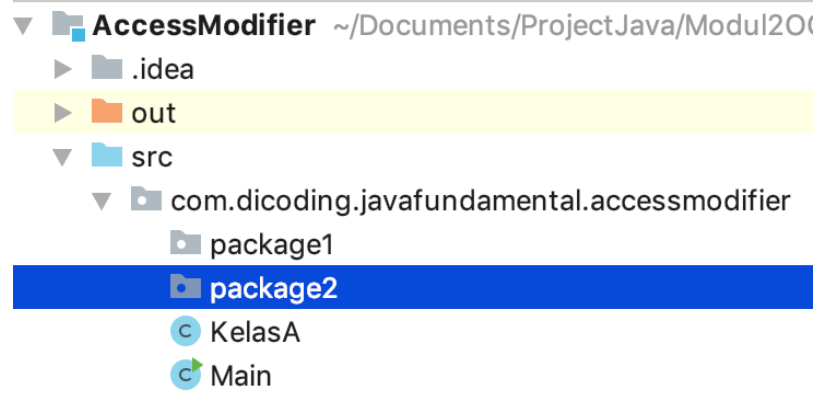 AccessModifier ~/Documents/ProjectJava/Modul2O
.idea
out
src
com.dicoding.javafundamental.accessmodifier
package1
package2
C KelasA
C Main